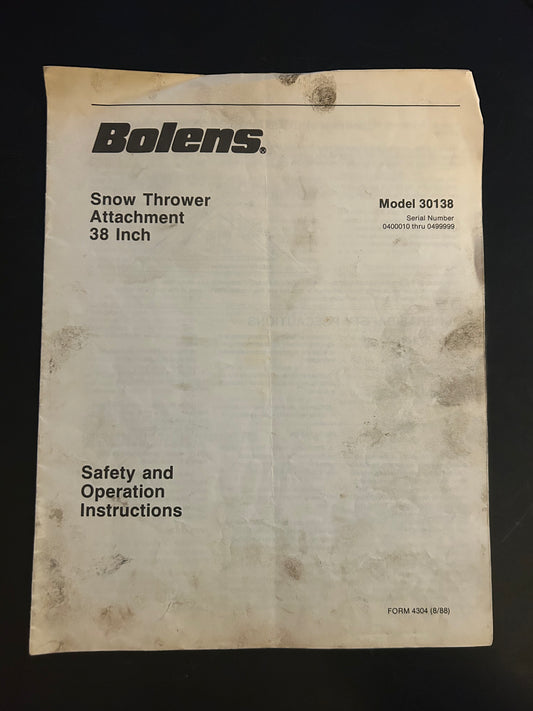 Bolens®
Snow Thrower
Attachment
38 Inch
Model 30138
Serial Number
0400010 thru 0499999
Safety and
Operation
Instructions
FORM 4304 (8/88)